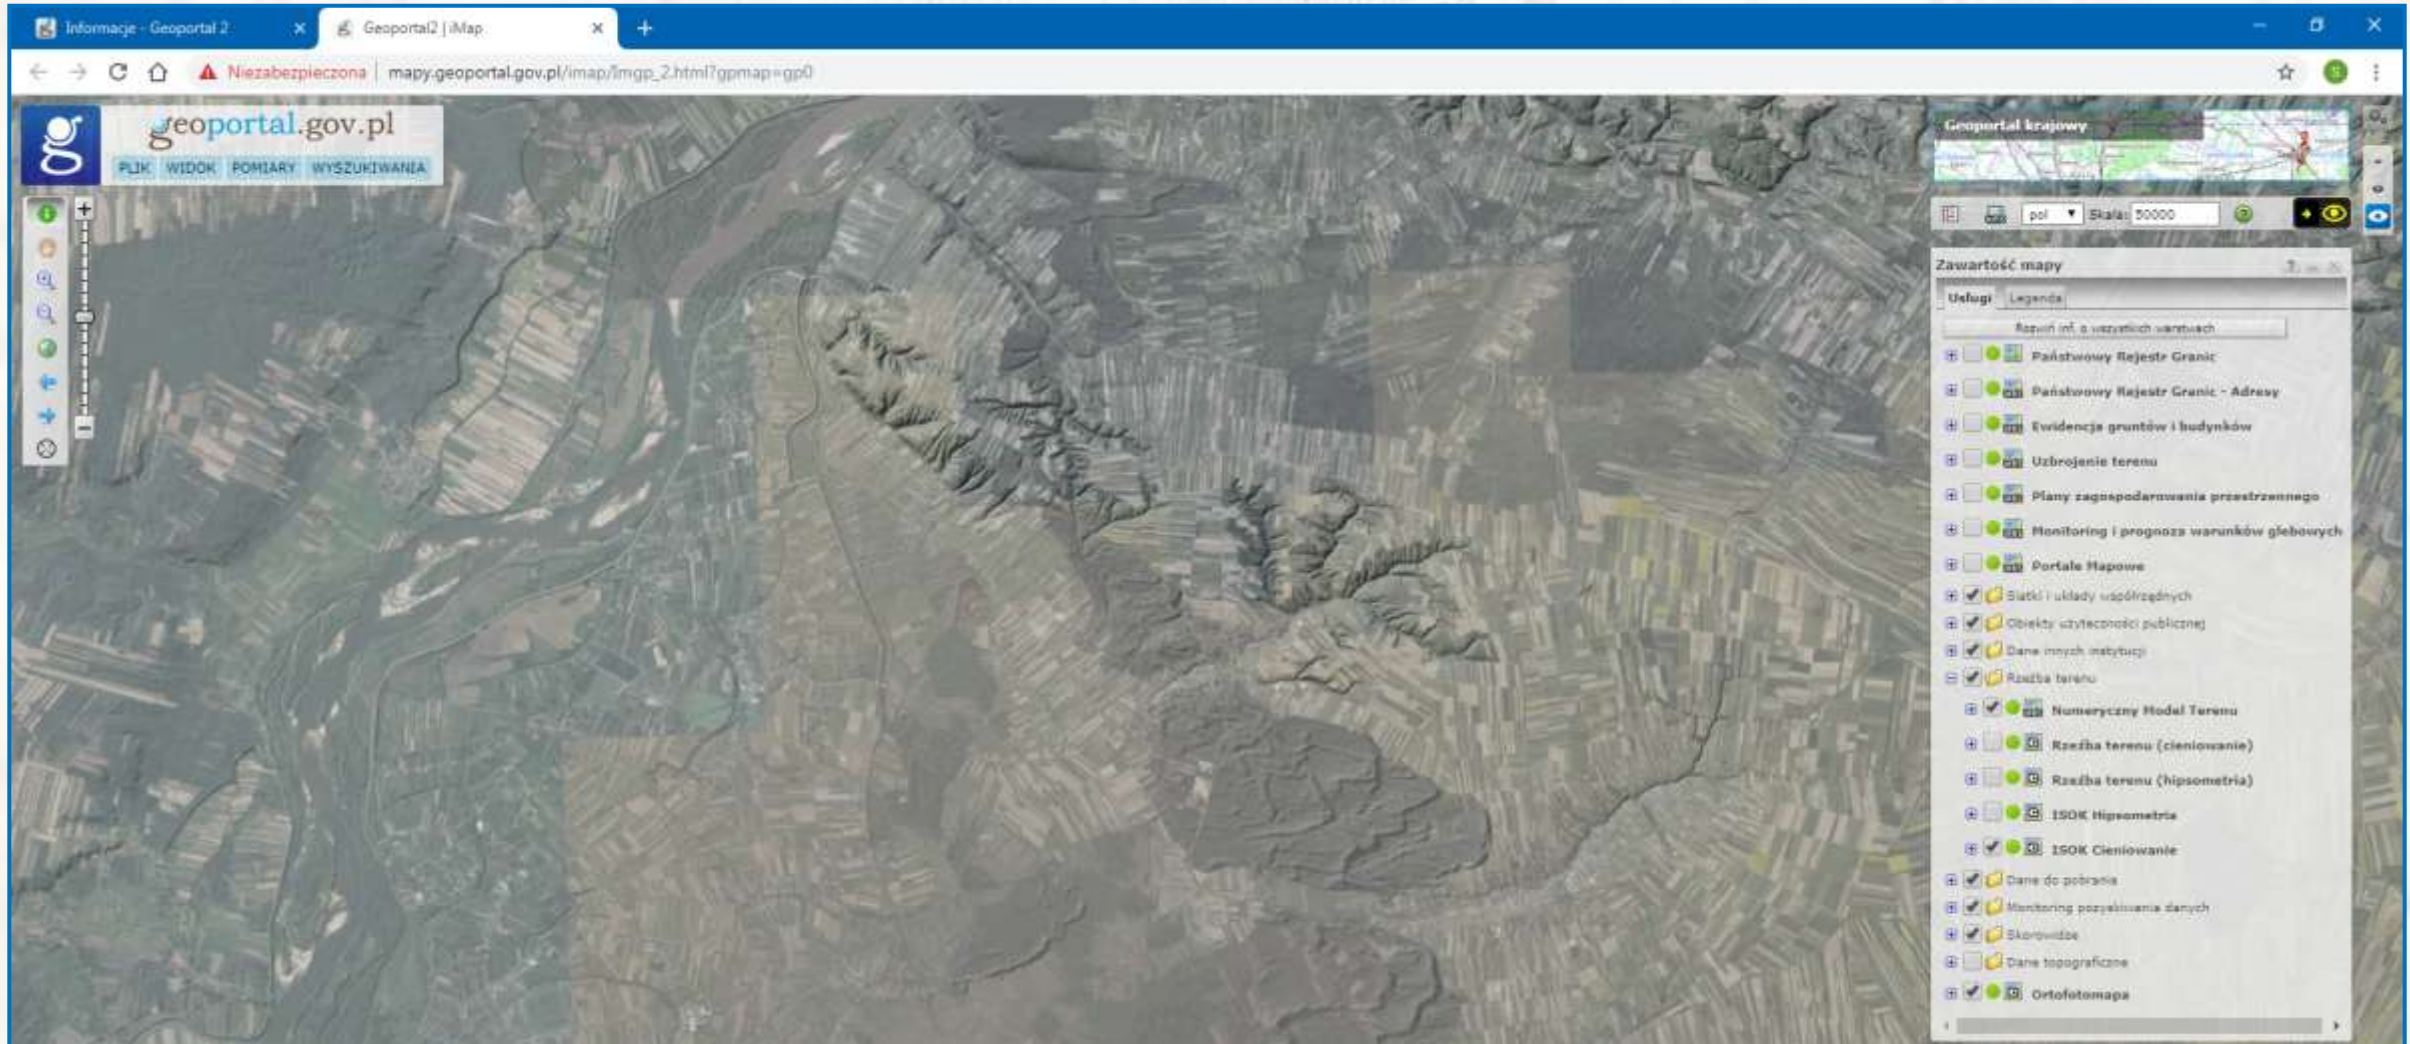 Informacje - Geoportal 2
Geoportal2 | iMap
Niezabezpieczona | mapy.geoportal.gov.pl/imap/Imgp_2.html?gpmap=gp0
S
geoportal.gov.pl
PLIK WIDOK POMIARY WYSZUKIWANIA
Geoportal krajowy
pol Skala: 50000
Zawartość mapy
Usługi Legenda
Rozwiń inf. o wszystkich warstwach
Państwowy Rejestr Granic
Państwowy Rejestr Granic - Adresy
Ewidencja gruntów i budynków
Uzbrojenie terenu
Plany zagospodarowania przestrzennego
Monitoring i prognoza warunków glebowych
Portale Mapowe
Siatki i układy współrzędnych
Obiekty użyteczności publicznej
Dane innych instytucji
Rzeźba terenu
Numeryczny Model Terenu
Rzeźba terenu (cieniowanie)
Rzeźba terenu (hipsometria)
ISOK Hipsometria
ISOK Cieniowanie
Dane do pobrania
Monitoring pozyskiwania danych
Skorowidze
Dane topograficzne
Ortofotomapa